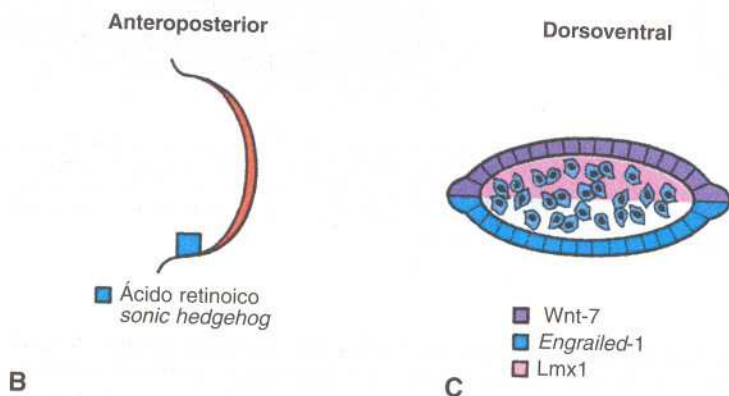 Anteroposterior
Ácido retinoico
sonic hedgehog
B
Dorsoventral
Wnt-7
Engrailed-1
Lmx1
C